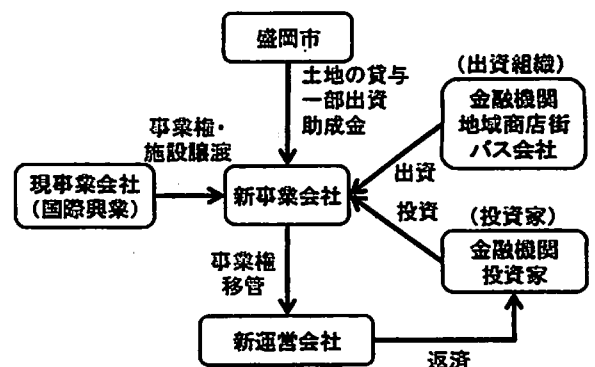 盛岡市
土地の貸与
一部出資
助成金
(出資組織)
金融機関
地域商店街
バス会社
事業権・
施設譲渡
現事業会社
(国際興業)
新事業会社
出資
投資
(投資家)
金融機関
投資家
事業権
移管
新運営会社
返済